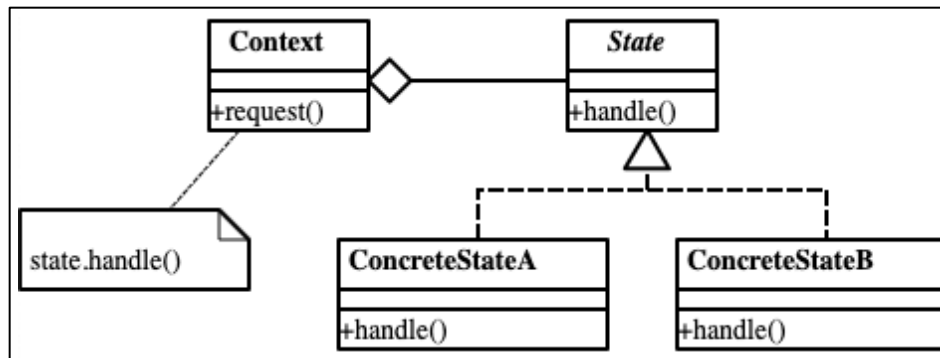 Context
+request()
State
+handle()
state.handle()
ConcreteStateA
+handle()
ConcreteStateB
+handle()